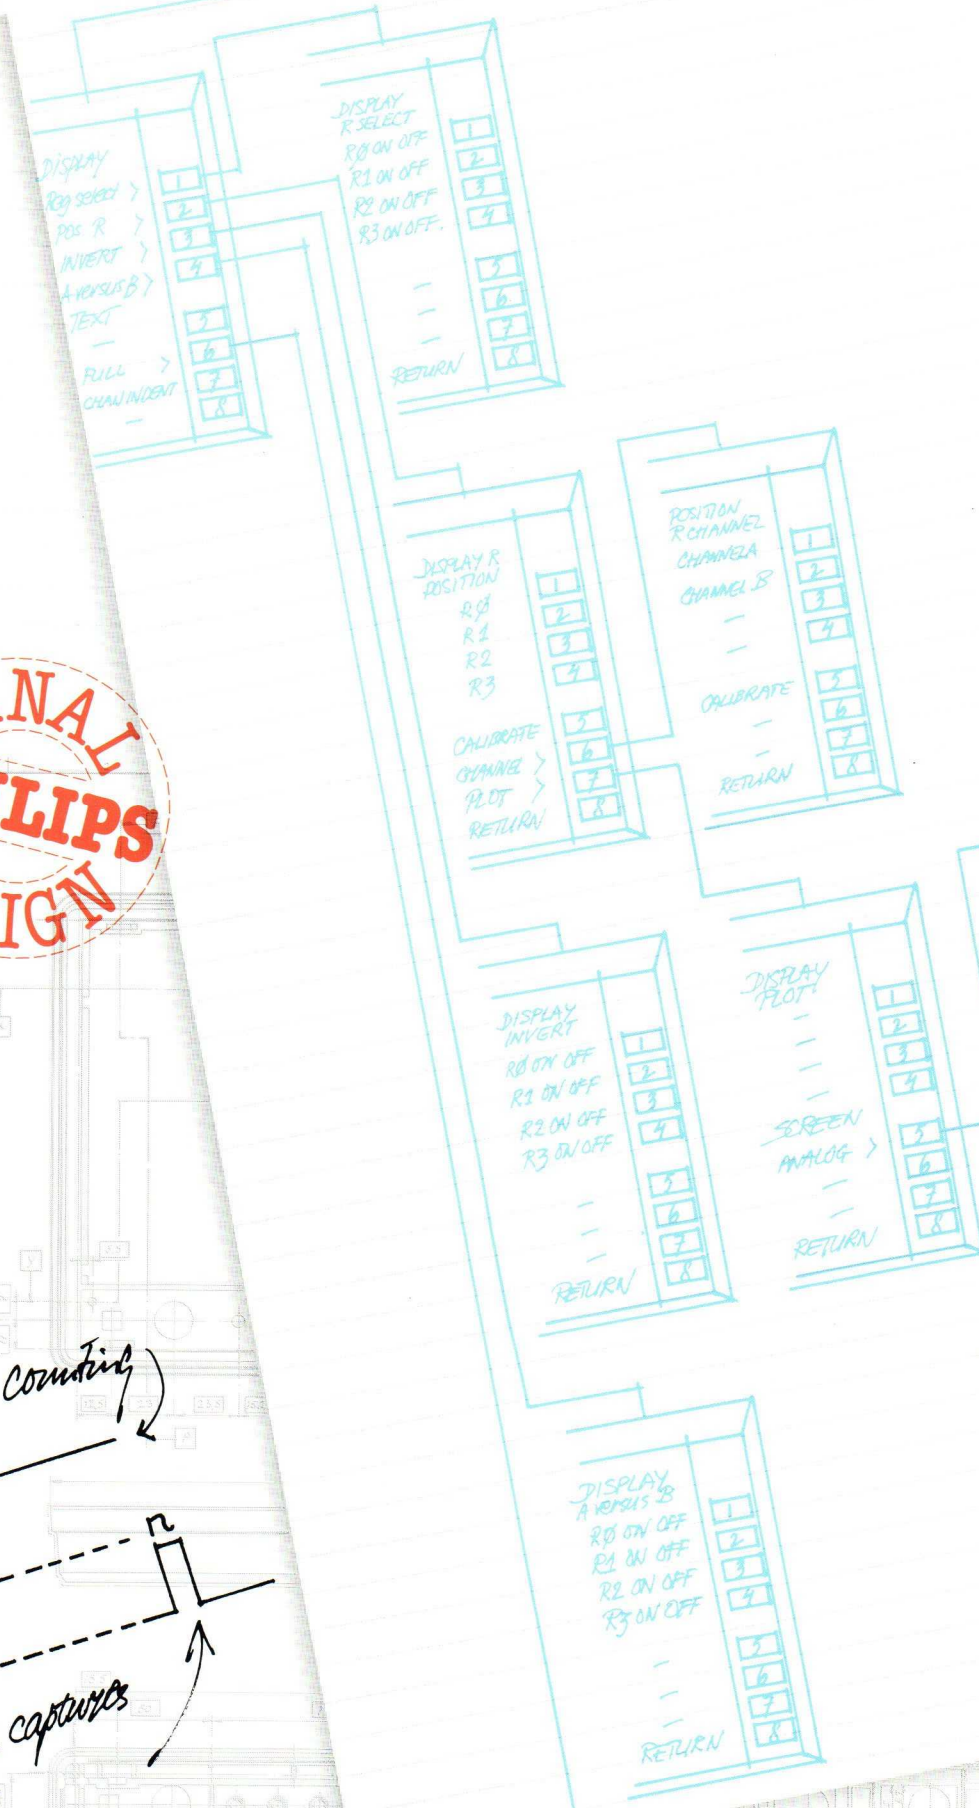 DISPLAY
Reg select >
POS. R >
INVERT >
A versus B >
TEXT
—
FULL >
CHAN INDENT
—
1
2
3
4
5
6
7
8
DISPLAY
R SELECT
RØ ON OFF
R1 ON OFF
R2 ON OFF
R3 ON OFF.
—
—
—
RETURN
1
2
3
4
5
6
7
8
DISPLAY R
POSITION
RØ
R1
R2
R3
CALIBRATE
CHANNEL >
PLOT >
RETURN
1
2
3
4
5
6
7
8
POSITION
R CHANNEL
CHANNEL A
CHANNEL B
—
—
CALIBRATE
—
—
RETURN
1
2
3
4
5
6
7
8
DISPLAY
INVERT
RØ ON OFF
R1 ON OFF
R2 ON OFF
R3 ON OFF
—
—
—
RETURN
1
2
3
4
5
6
7
8
DISPLAY
PLOT
—
—
—
—
SCREEN
ANALOG >
—
—
RETURN
1
2
3
4
5
6
7
8
DISPLAY
A versus B
RØ ON OFF
R1 ON OFF
R2 ON OFF
R3 ON OFF
—
—
—
RETURN
1
2
3
4
5
6
7
8
NAL
LIPS
IGN
counting
n
captures